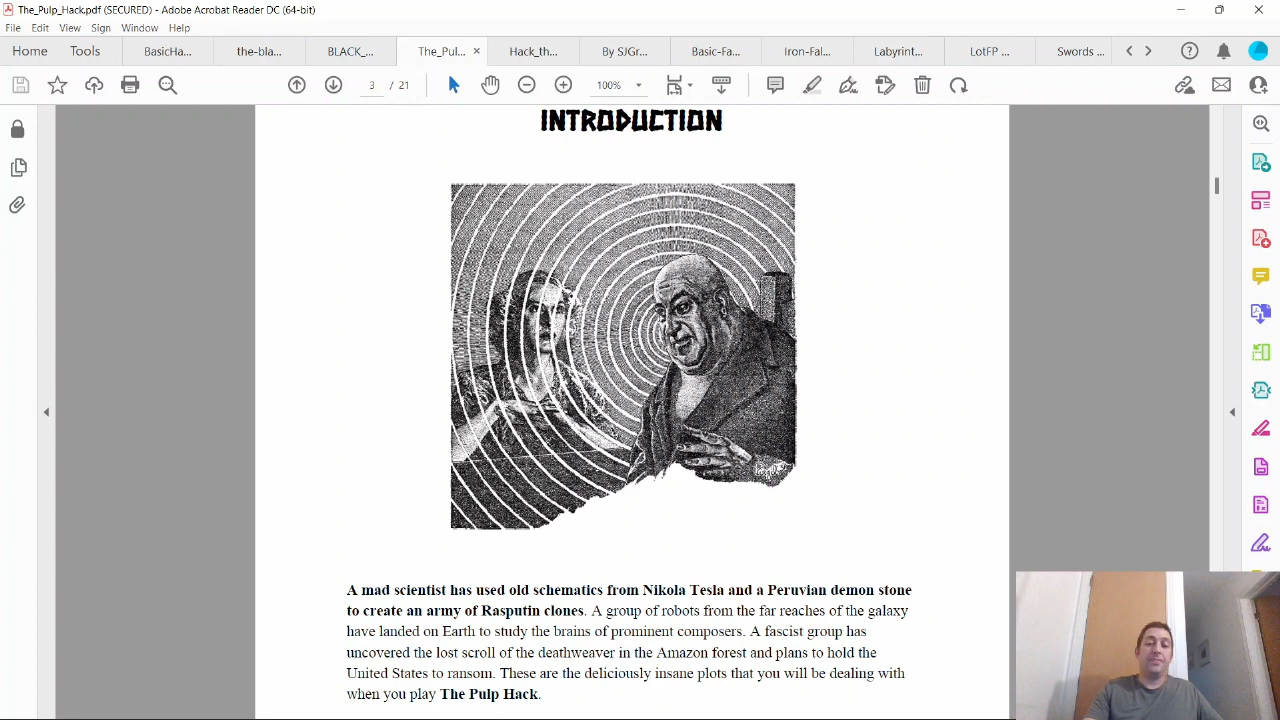 The_Pulp_Hack.pdf (SECURED) - Adobe Acrobat Reader DC (64-bit)
File Edit View Sign Window Help
Home Tools BasicHa... the-bla... BLACK_... The_Pul... × Hack_th... By SJGr... Basic-Fa... Iron-Fal... Labyrint... LotFP ... Swords ...
3 / 21 100%
INTRODUCTION
A mad scientist has used old schematics from Nikola Tesla and a Peruvian demon stone
to create an army of Rasputin clones. A group of robots from the far reaches of the galaxy
have landed on Earth to study the brains of prominent composers. A fascist group has
uncovered the lost scroll of the deathweaver in the Amazon forest and plans to hold the
United States to ransom. These are the deliciously insane plots that you will be dealing with
when you play The Pulp Hack.